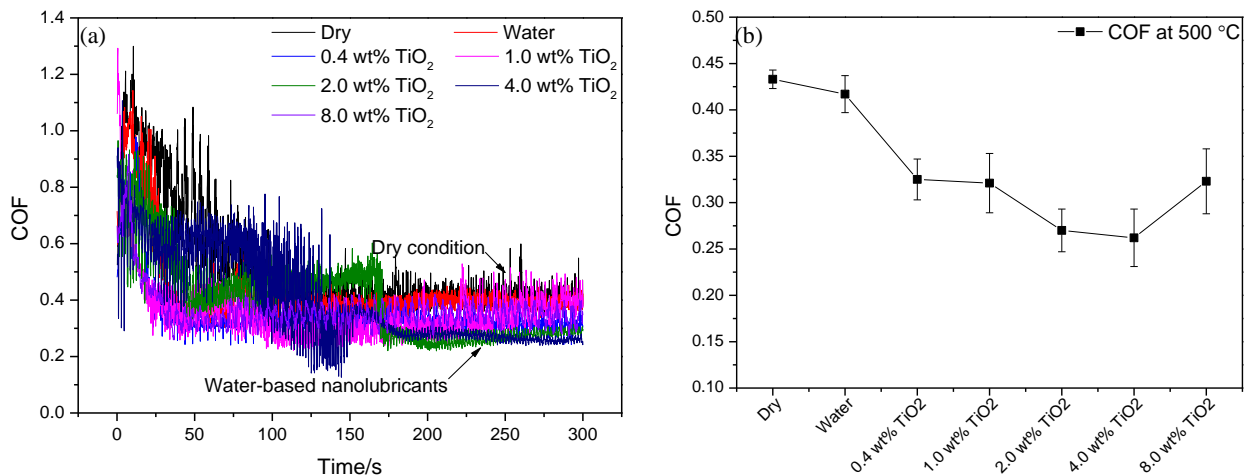 (a)
Dry
Water
0.4 wt% TiO₂
1.0 wt% TiO₂
2.0 wt% TiO₂
4.0 wt% TiO₂
8.0 wt% TiO₂
1.4
1.2
1.0
0.8
0.6
0.4
0.2
0.0
COF
Dry condition
Water-based nanolubricants
0
50
100
150
200
250
300
Time/s
(b)
COF at 500 °C
0.50
0.45
0.40
0.35
0.30
0.25
0.20
0.15
0.10
COF
Dry
Water
0.4 wt% TiO2
1.0 wt% TiO2
2.0 wt% TiO2
4.0 wt% TiO2
8.0 wt% TiO2